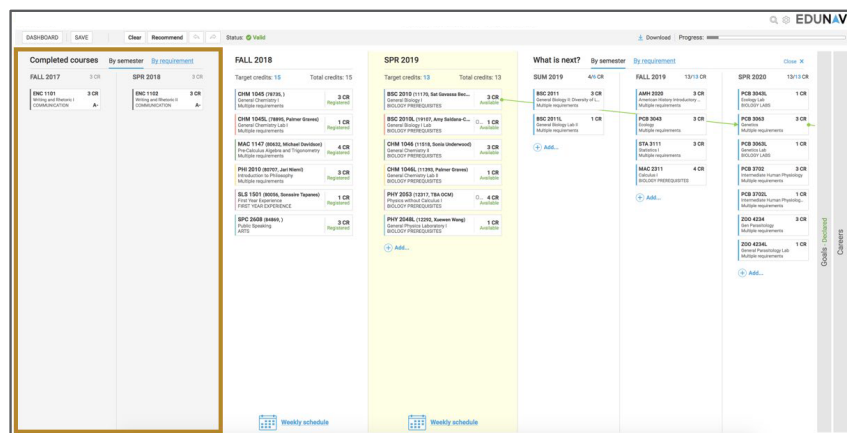 EDUNAV
DASHBOARD SAVE Clear Recommend Status: Valid Download Progress:
Completed courses By semester By requirement
FALL 2017 3 CR
ENC 1101 3 CR
Writing and Rhetoric I
COMMUNICATION A-
SPR 2018 3 CR
ENC 1102 3 CR
Writing and Rhetoric II
COMMUNICATION A-
FALL 2018
Target credits: 15 Total credits: 15
CHM 1045 (78735, ) 3 CR
General Chemistry I Registered
Multiple requirements
CHM 1045L (78895, Palmer Graves) 1 CR
General Chemistry Lab I Registered
Multiple requirements
MAC 1147 (80632, Michael Davidson) 4 CR
Pre-Calculus Algebra and Trigonometry Registered
Multiple requirements
PHI 2010 (80707, Jari Niemi) 3 CR
Introduction to Philosophy Registered
Multiple requirements
SLS 1501 (80056, Sonasire Tapanes) 1 CR
First Year Experience Registered
FIRST YEAR EXPERIENCE
SPC 2608 (84869, ) 3 CR
Public Speaking Registered
ARTS
Weekly schedule
SPR 2019
Target credits: 13 Total credits: 13
BSC 2010 (11170, Sat Gavassa Bec... 3 CR
General Biology I Available
BIOLOGY PREREQUISITES
BSC 2010L (19107, Amy Saldana-C... 0... 1 CR
General Biology I Lab Available
BIOLOGY PREREQUISITES
CHM 1046 (11518, Sonia Underwood) 3 CR
General Chemistry II Available
BIOLOGY PREREQUISITES
CHM 1046L (11393, Palmer Graves) 1 CR
General Chemistry Lab II Available
BIOLOGY PREREQUISITES
PHY 2053 (12317, TBA OCM) 0... 4 CR
Physics without Calculus I Available
BIOLOGY PREREQUISITES
PHY 2048L (12292, Xuewen Wang) 1 CR
General Physics Laboratory I Available
BIOLOGY PREREQUISITES
Add...
Weekly schedule
What is next? By semester By requirement Close X
SUM 2019 4/6 CR
BSC 2011 3 CR
General Biology II: Diversity of L...
Multiple requirements
BSC 2011L 1 CR
General Biology Lab II
Multiple requirements
Add...
FALL 2019 13/13 CR
AMH 2020 3 CR
American History Introductory ...
Multiple requirements
PCB 3043 3 CR
Ecology
Multiple requirements
STA 3111 3 CR
Statistics I
Multiple requirements
MAC 2311 4 CR
Calculus I
BIOLOGY PREREQUISITES
Add...
SPR 2020 13/13 CR
PCB 3043L 1 CR
Ecology Lab
BIOLOGY LABS
PCB 3063 3 CR
Genetics
Multiple requirements
PCB 3063L 1 CR
Genetics Lab
BIOLOGY LABS
PCB 3702 3 CR
Intermediate Human Physiology
Multiple requirements
PCB 3702L 1 CR
Intermediate Human Physiolog...
Multiple requirements
ZOO 4234 3 CR
Gen Parasitology
Multiple requirements
ZOO 4234L 1 CR
General Parasitology Lab
Multiple requirements
Add...
Goals : Declared
Careers